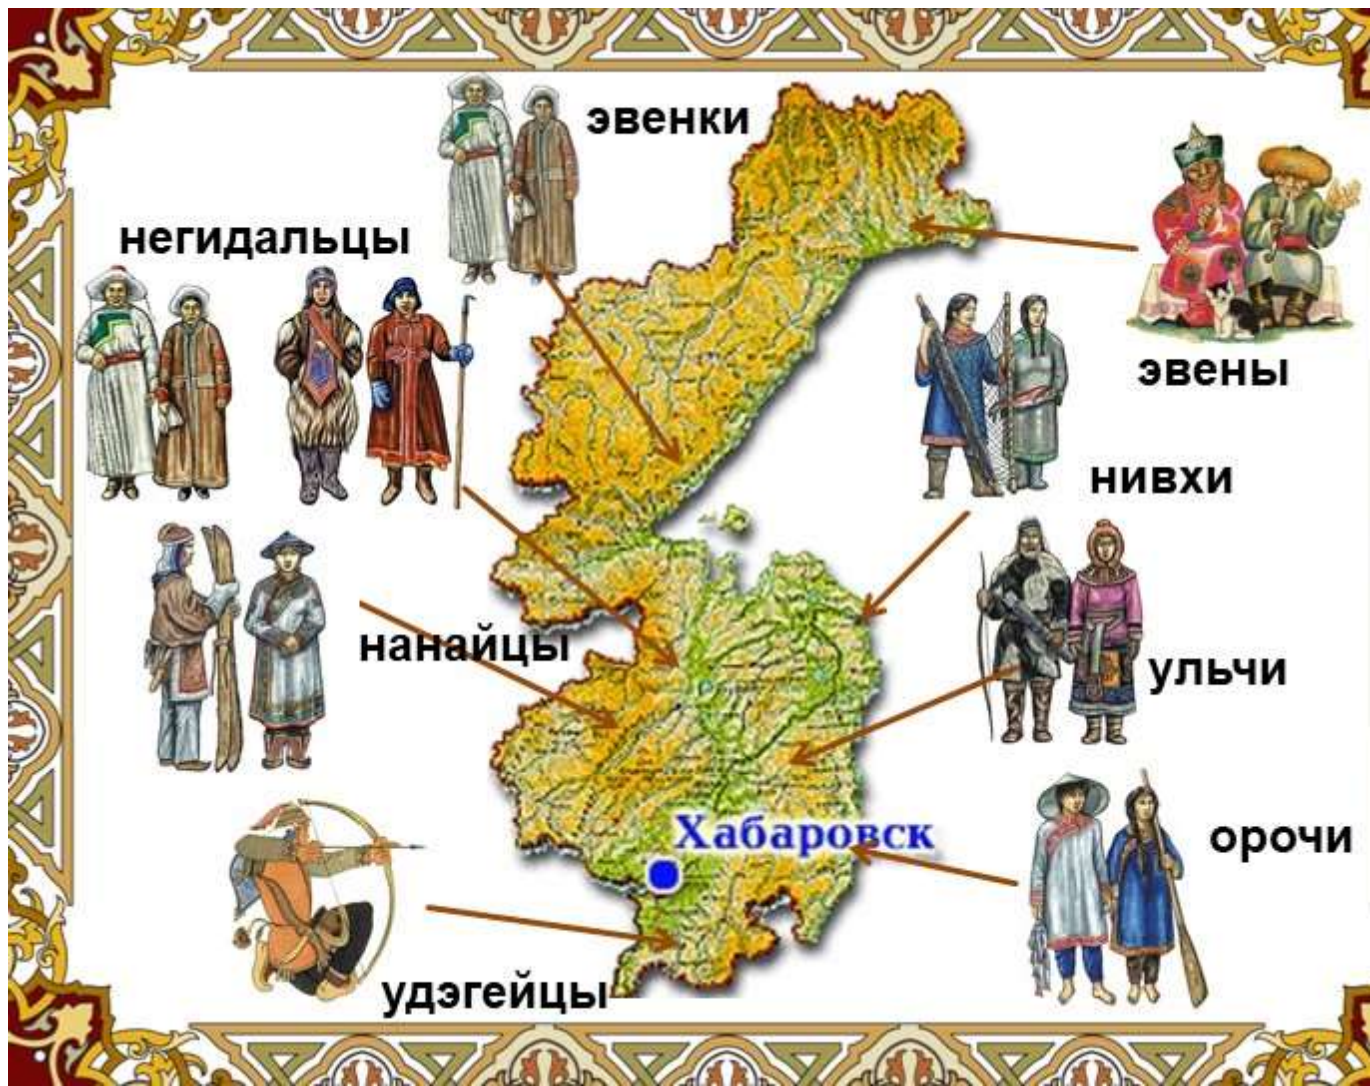 эвенки
негидальцы
эвены
нивхи
нанайцы
ульчи
Хабаровск
орочи
удэгейцы